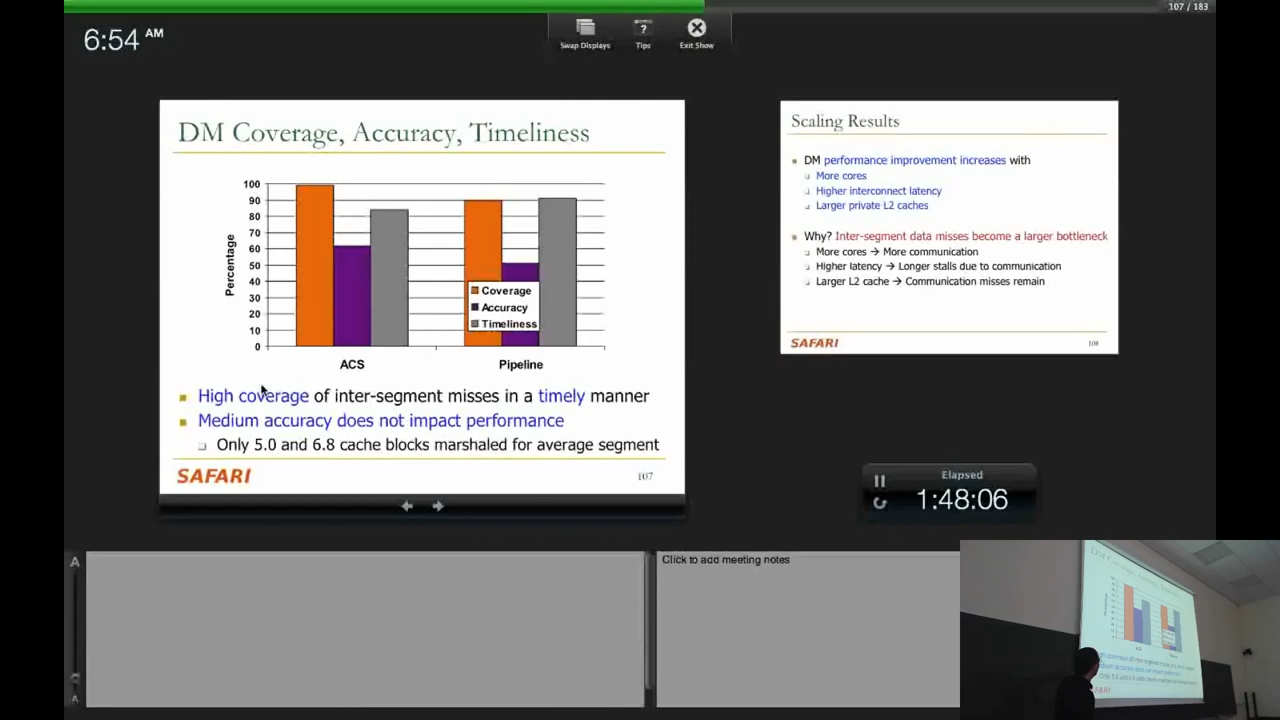 107 / 183
6:54 AM
Swap Displays
Tips
Exit Show
DM Coverage, Accuracy, Timeliness
100
90
80
70
60
50
40
30
20
10
0
Percentage
Coverage
Accuracy
Timeliness
ACS
Pipeline
High coverage of inter-segment misses in a timely manner
Medium accuracy does not impact performance
Only 5.0 and 6.8 cache blocks marshaled for average segment
SAFARI
107
Scaling Results
DM performance improvement increases with
More cores
Higher interconnect latency
Larger private L2 caches
Why? Inter-segment data misses become a larger bottleneck
More cores → More communication
Higher latency → Longer stalls due to communication
Larger L2 cache → Communication misses remain
SAFARI
108
Elapsed
1:48:06
A
A
Click to add meeting notes